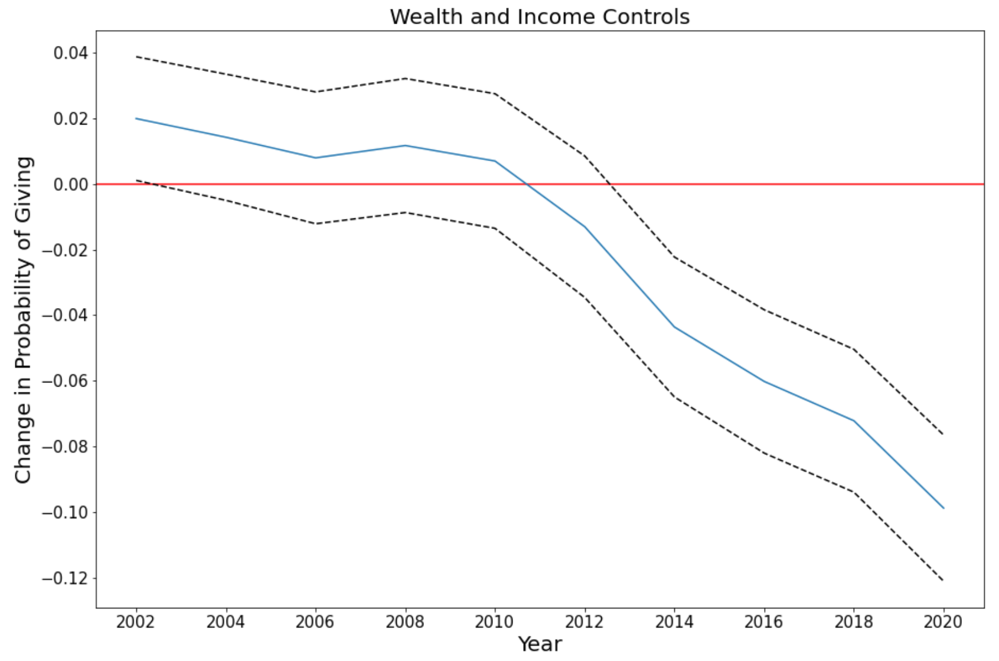 Wealth and Income Controls
Change in Probability of Giving
0.04
0.02
0.00
−0.02
−0.04
−0.06
−0.08
−0.10
−0.12
2002 2004 2006 2008 2010 2012 2014 2016 2018 2020
Year